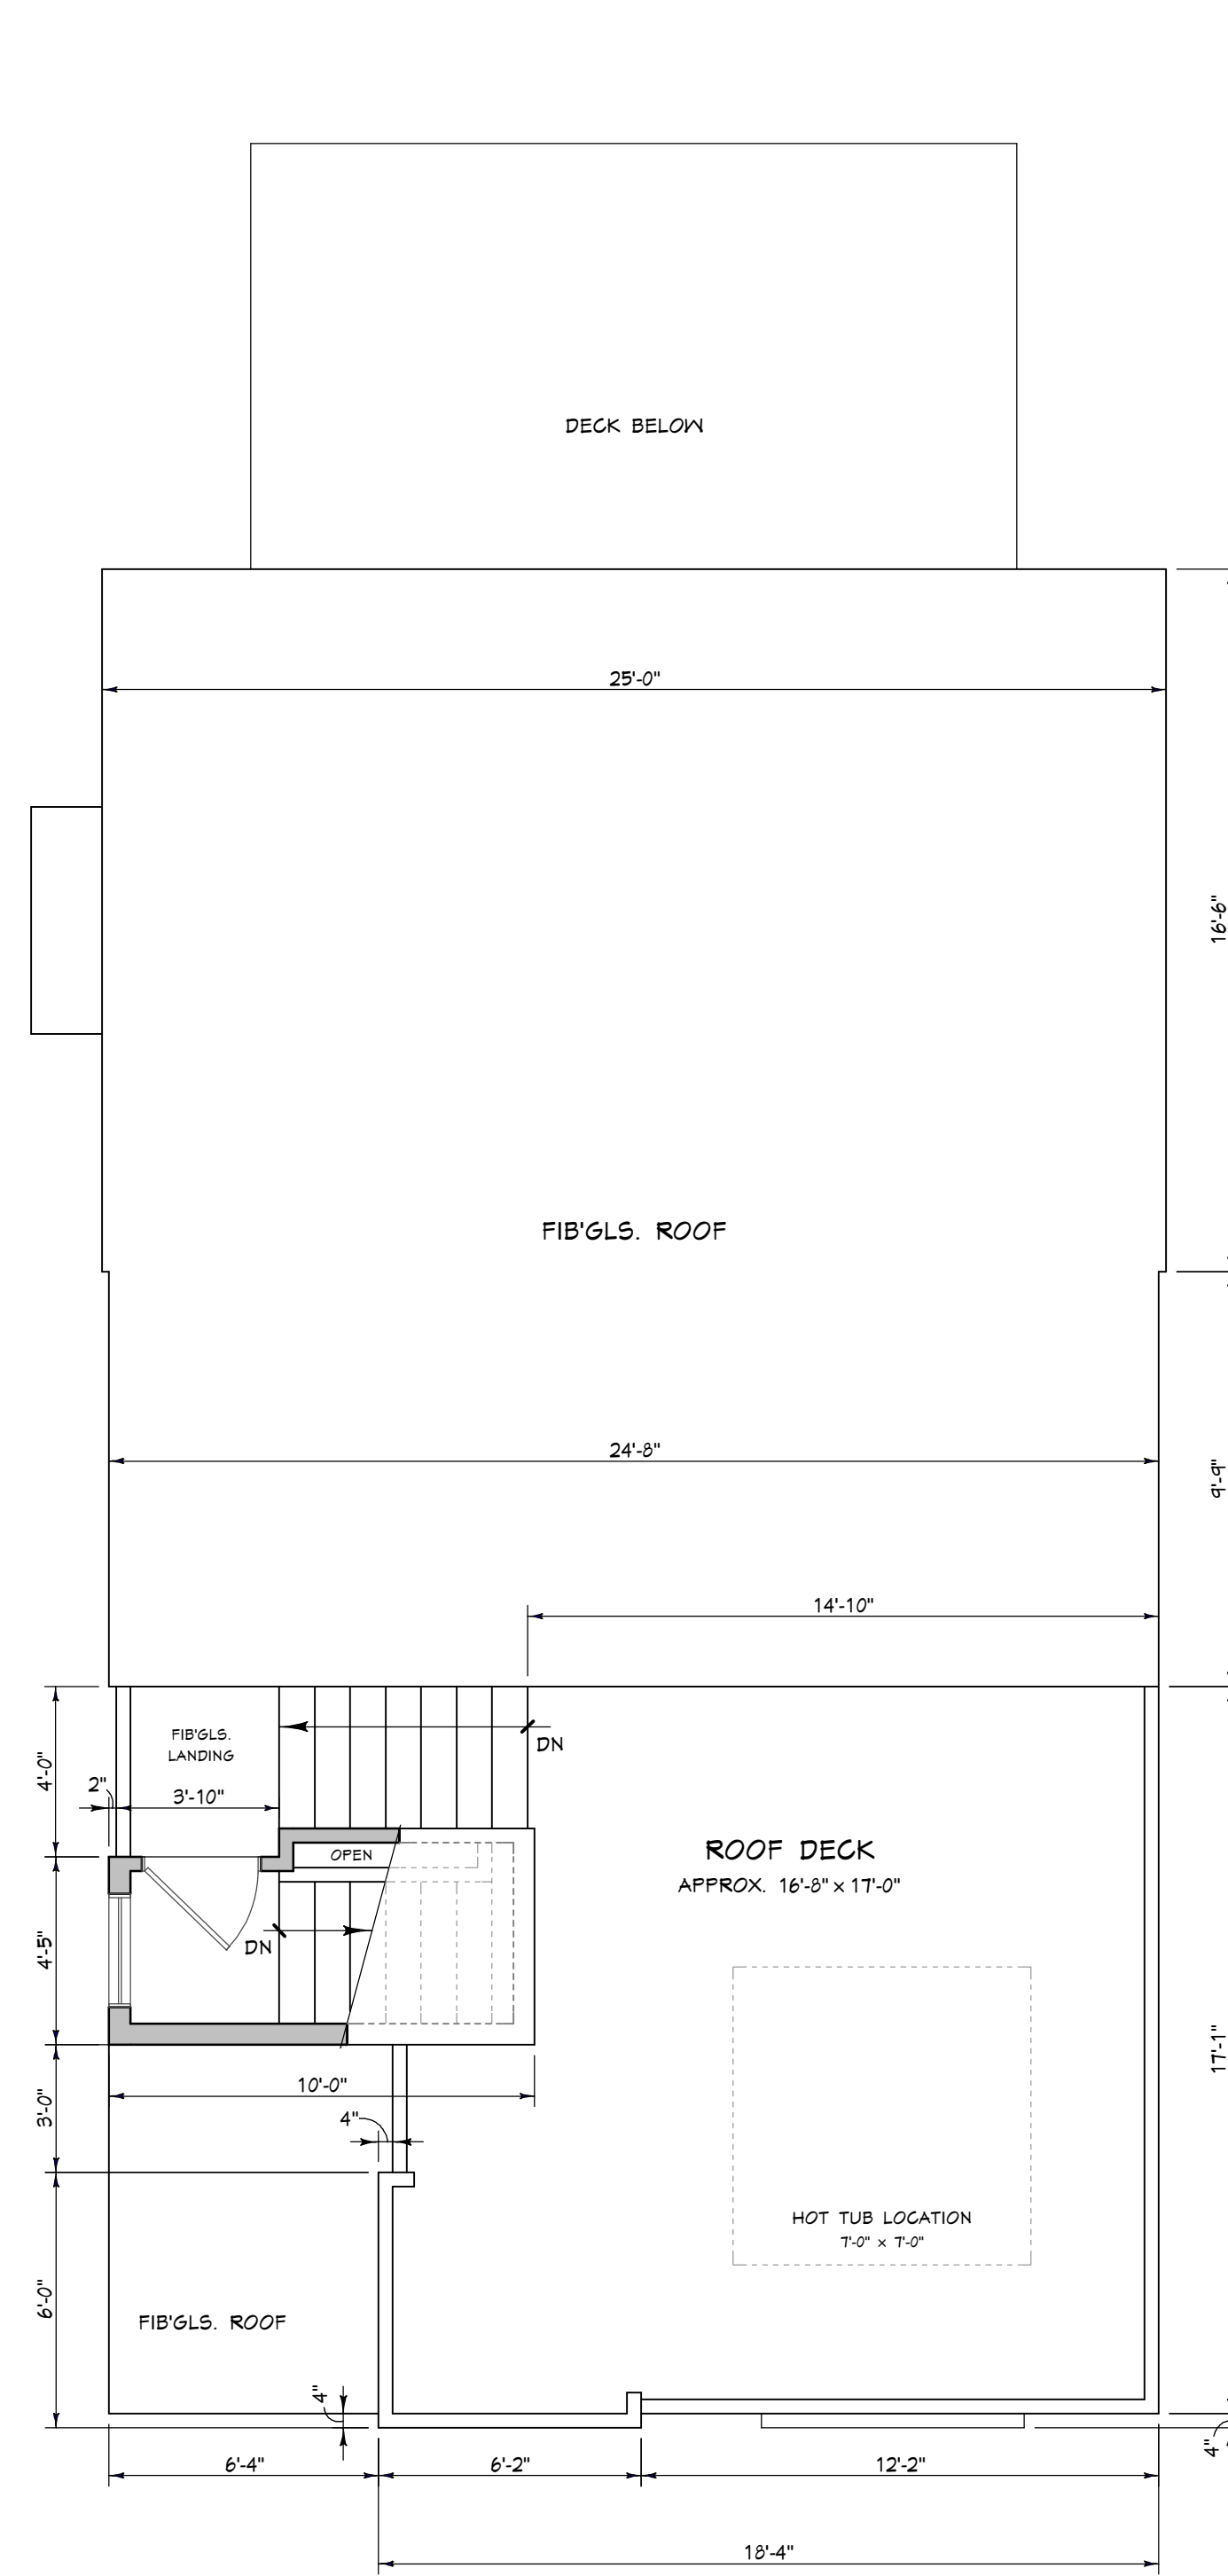 DECK BELOW
25'-0"
16'-6"
FIB'GLS. ROOF
24'-8"
9'-9"
14'-10"
FIB'GLS.
LANDING
DN
4'-0"
2"
3'-10"
OPEN
ROOF DECK
APPROX. 16'-8" x 17'-0"
4'-5"
DN
17'-1"
10'-0"
3'-0"
4"
HOT TUB LOCATION
7'-0" x 7'-0"
6'-0"
FIB'GLS. ROOF
4"
4"
6'-4"
6'-2"
12'-2"
18'-4"